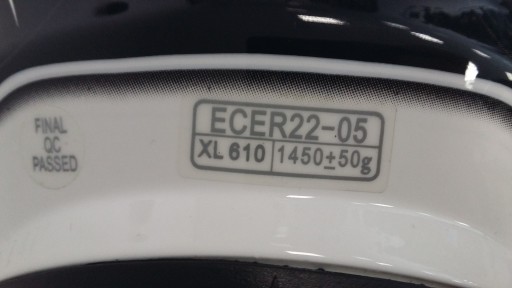 FINAL
QC
PASSED
ECER22-05
XL 610 1450±50g